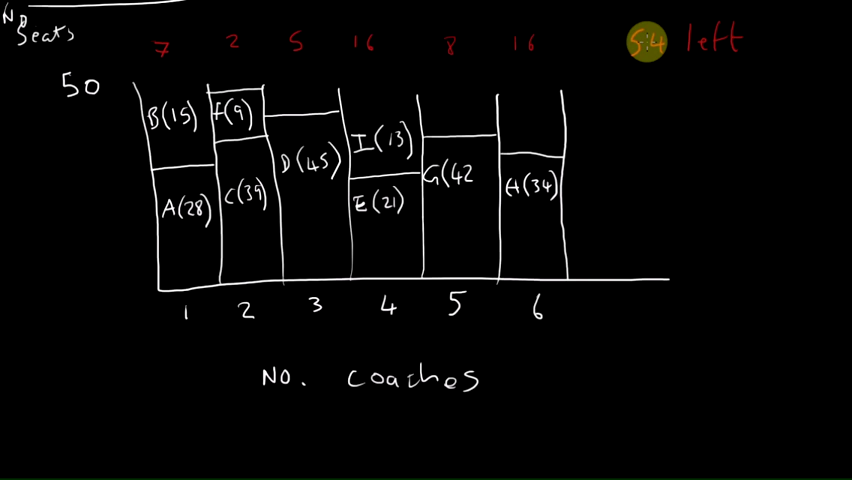 No
Seats
7 2 5 16 8 16 54 left
50
B(15) F(9)
I(13)
D(45)
A(28) C(39) E(21) G(42 H(34)
1 2 3 4 5 6
NO. coaches